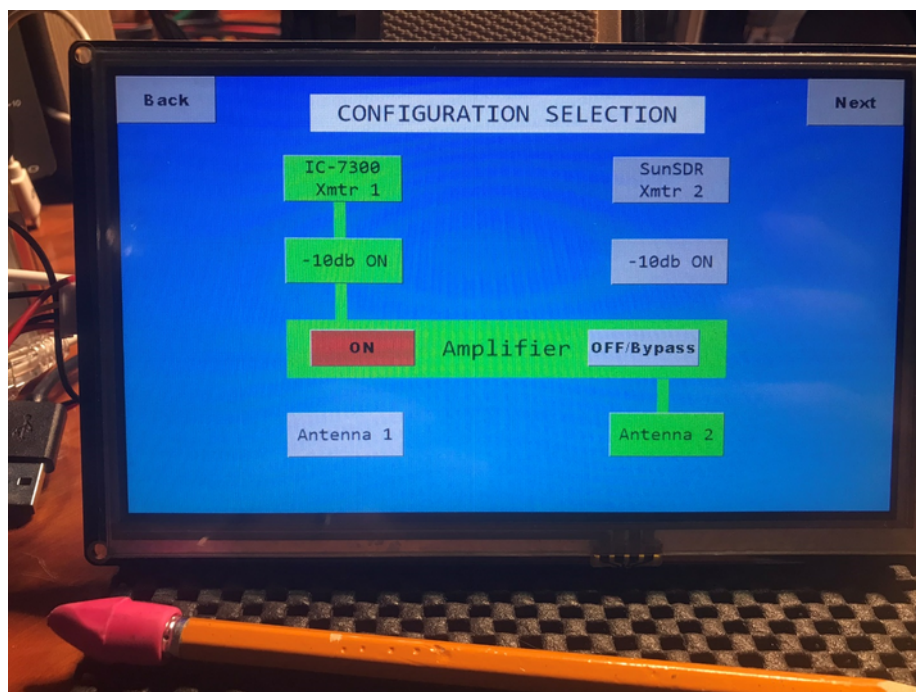 Back
CONFIGURATION SELECTION
Next
IC-7300
Xmtr 1
SunSDR
Xmtr 2
-10db ON
-10db ON
ON
Amplifier
OFF/Bypass
Antenna 1
Antenna 2